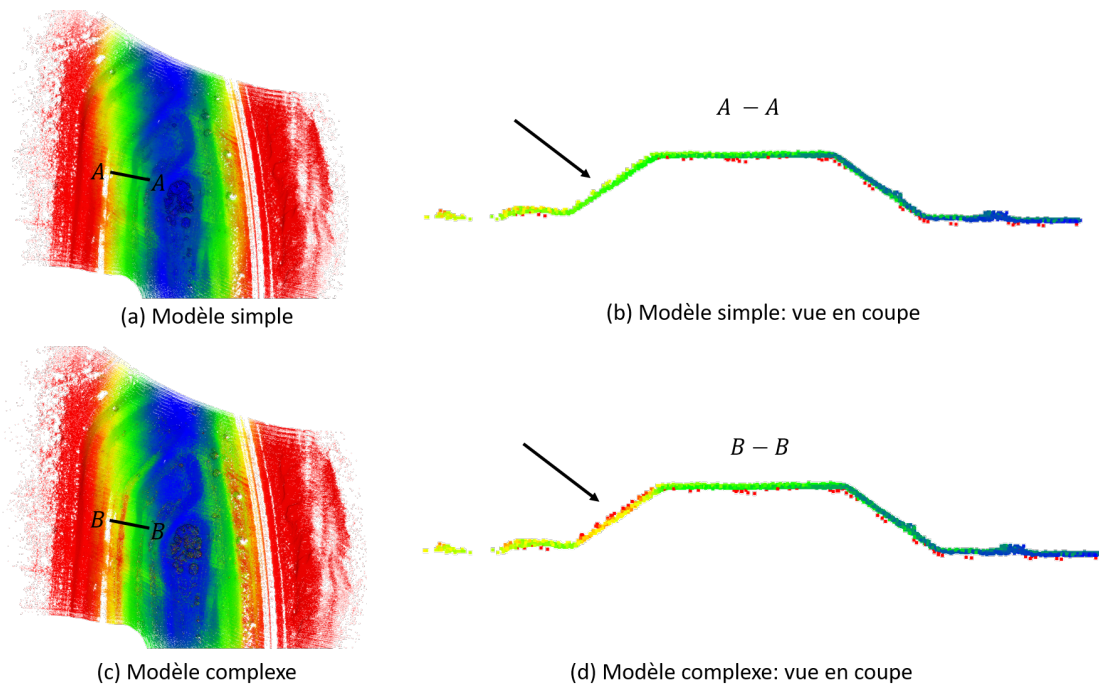 A
A
(a) Modèle simple
A – A
(b) Modèle simple: vue en coupe
B
B
(c) Modèle complexe
B – B
(d) Modèle complexe: vue en coupe